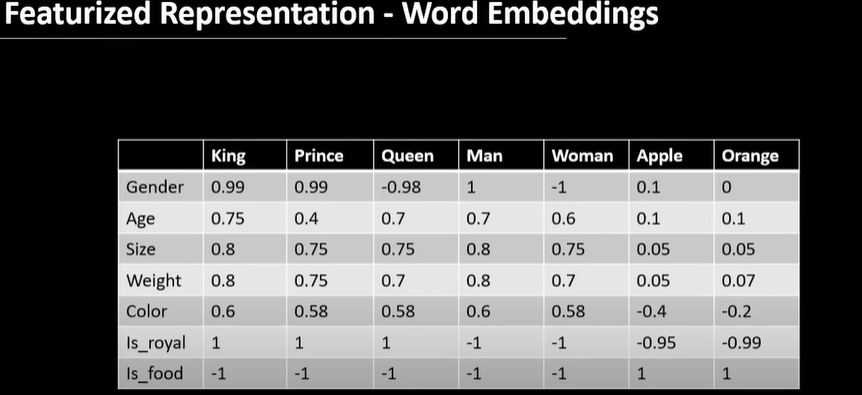 Featurized Representation - Word Embeddings
King Prince Queen Man Woman Apple Orange
Gender 0.99 0.99 -0.98 1 -1 0.1 0
Age 0.75 0.4 0.7 0.7 0.6 0.1 0.1
Size 0.8 0.75 0.75 0.8 0.75 0.05 0.05
Weight 0.8 0.75 0.7 0.8 0.7 0.05 0.07
Color 0.6 0.58 0.58 0.6 0.58 -0.4 -0.2
Is_royal 1 1 1 -1 -1 -0.95 -0.99
Is_food -1 -1 -1 -1 -1 1 1